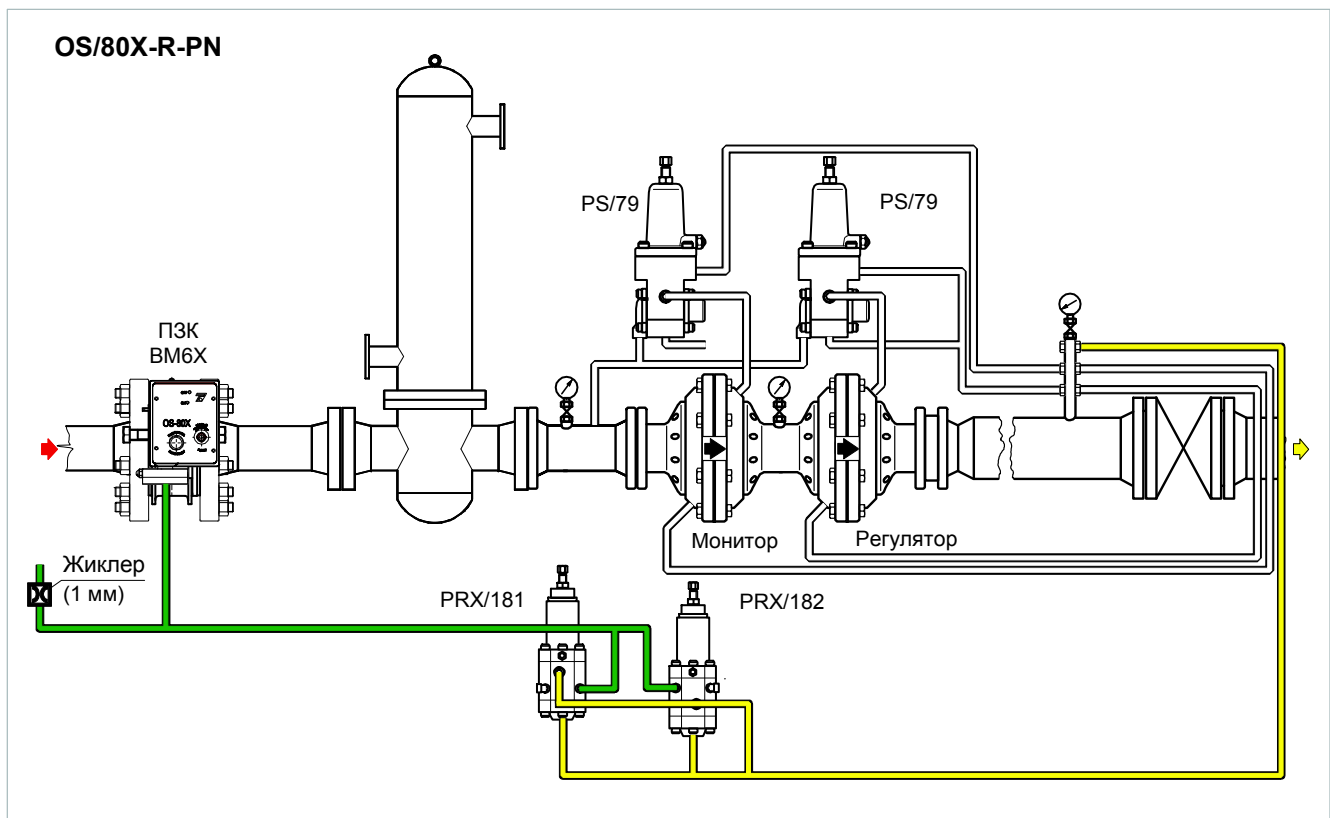 OS/80X-R-PN
PS/79
PS/79
ПЗК
BM6X
OS-80X
Монитор
Регулятор
Жиклер
(1 мм)
PRX/181
PRX/182